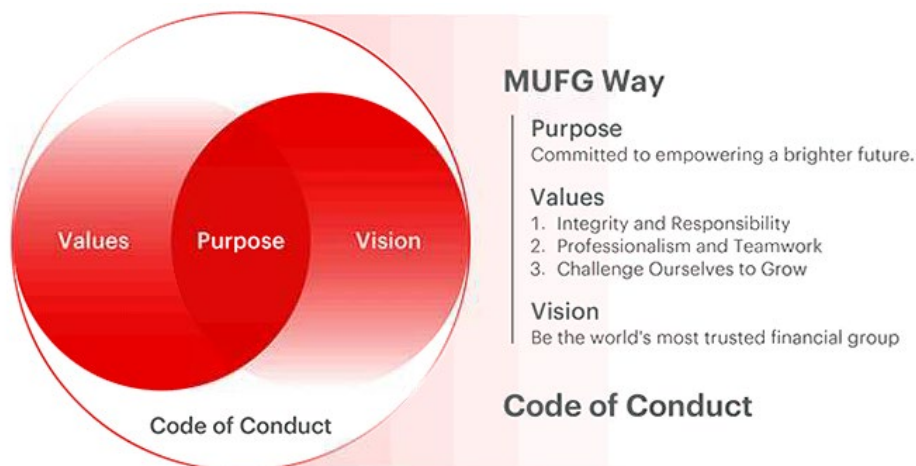 Values
Purpose
Vision
Code of Conduct
MUFG Way
Purpose
Committed to empowering a brighter future.
Values
1. Integrity and Responsibility
2. Professionalism and Teamwork
3. Challenge Ourselves to Grow
Vision
Be the world's most trusted financial group
Code of Conduct